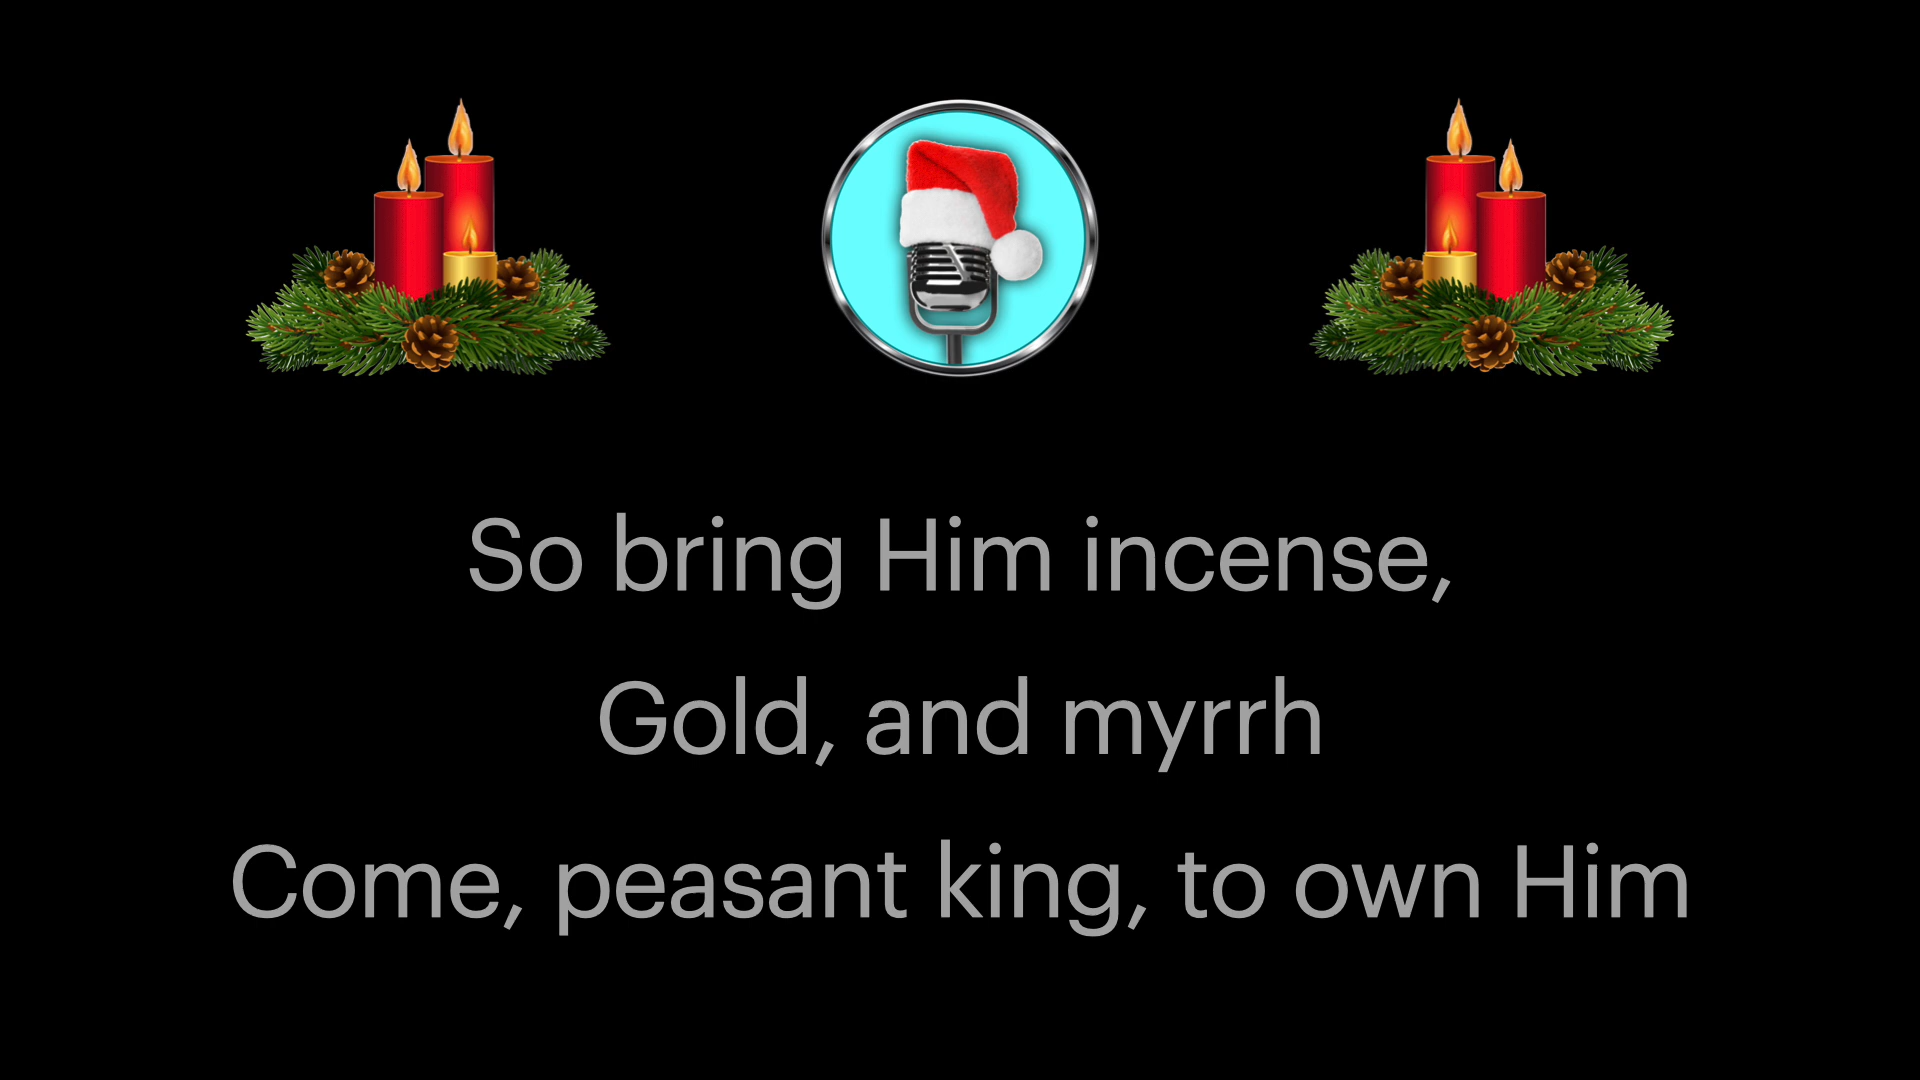 So bring Him incense,
Gold, and myrrh
Come, peasant king, to own Him